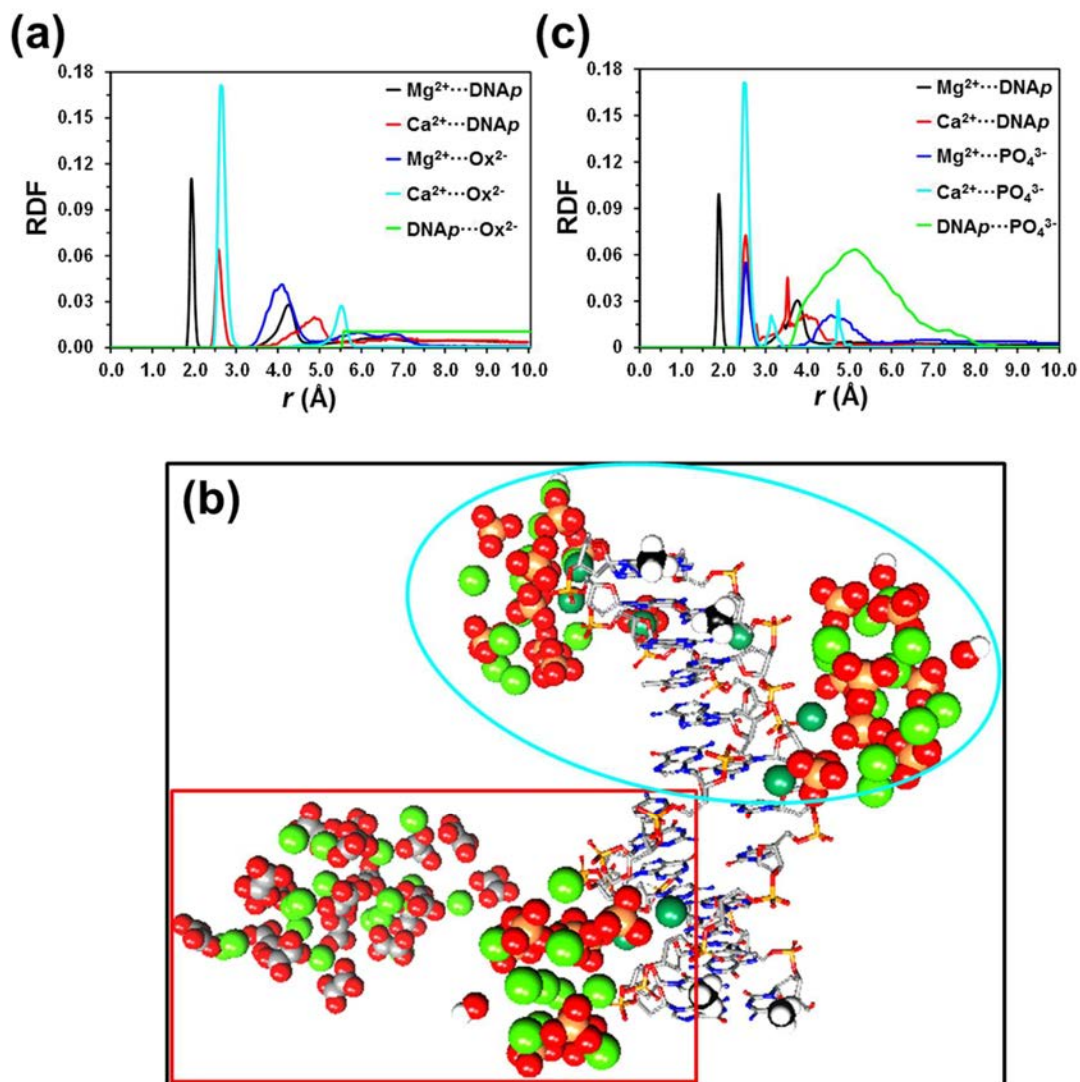 (a)
RDF
0.18
0.15
0.12
0.09
0.06
0.03
0.00
Mg²⁺···DNAp
Ca²⁺···DNAp
Mg²⁺···Ox²⁻
Ca²⁺···Ox²⁻
DNAp···Ox²⁻
0.0 1.0 2.0 3.0 4.0 5.0 6.0 7.0 8.0 9.0 10.0
r (Å)
(c)
RDF
0.18
0.15
0.12
0.09
0.06
0.03
0.00
Mg²⁺···DNAp
Ca²⁺···DNAp
Mg²⁺···PO₄³⁻
Ca²⁺···PO₄³⁻
DNAp···PO₄³⁻
0.0 1.0 2.0 3.0 4.0 5.0 6.0 7.0 8.0 9.0 10.0
r (Å)
(b)